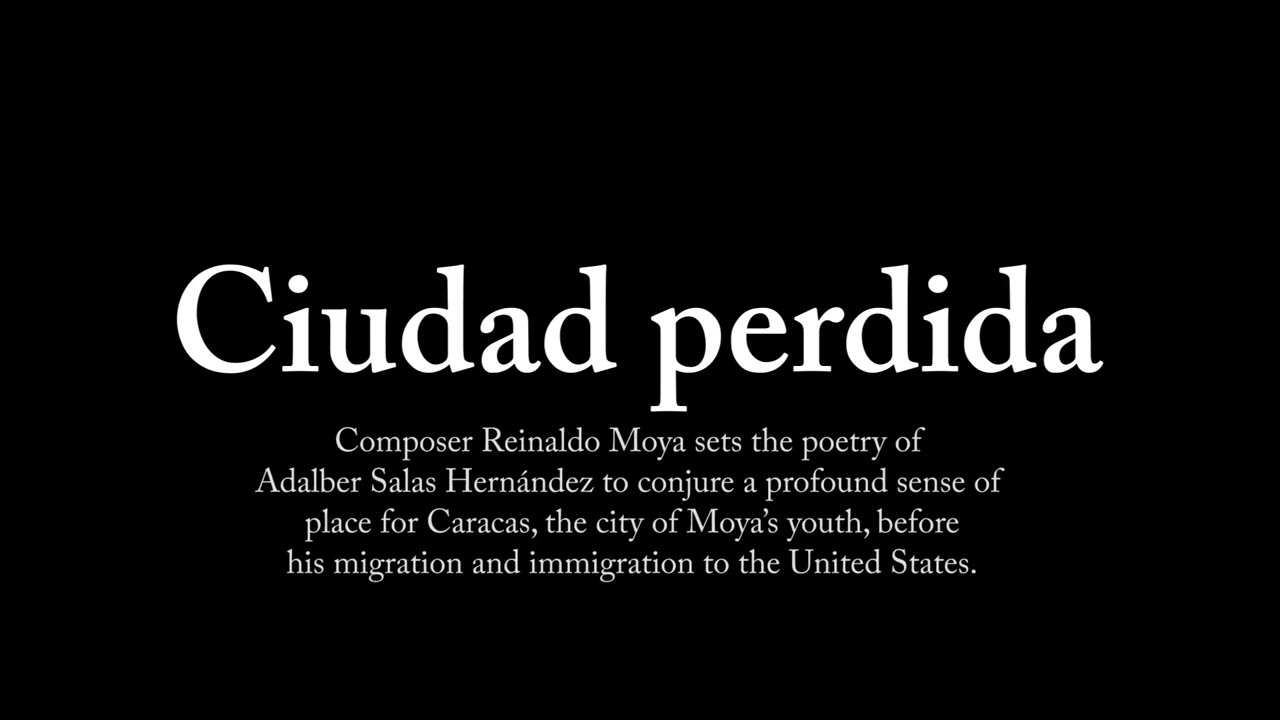 Ciudad perdida
Composer Reinaldo Moya sets the poetry of
Adalber Salas Hernández to conjure a profound sense of
place for Caracas, the city of Moya’s youth, before
his migration and immigration to the United States.